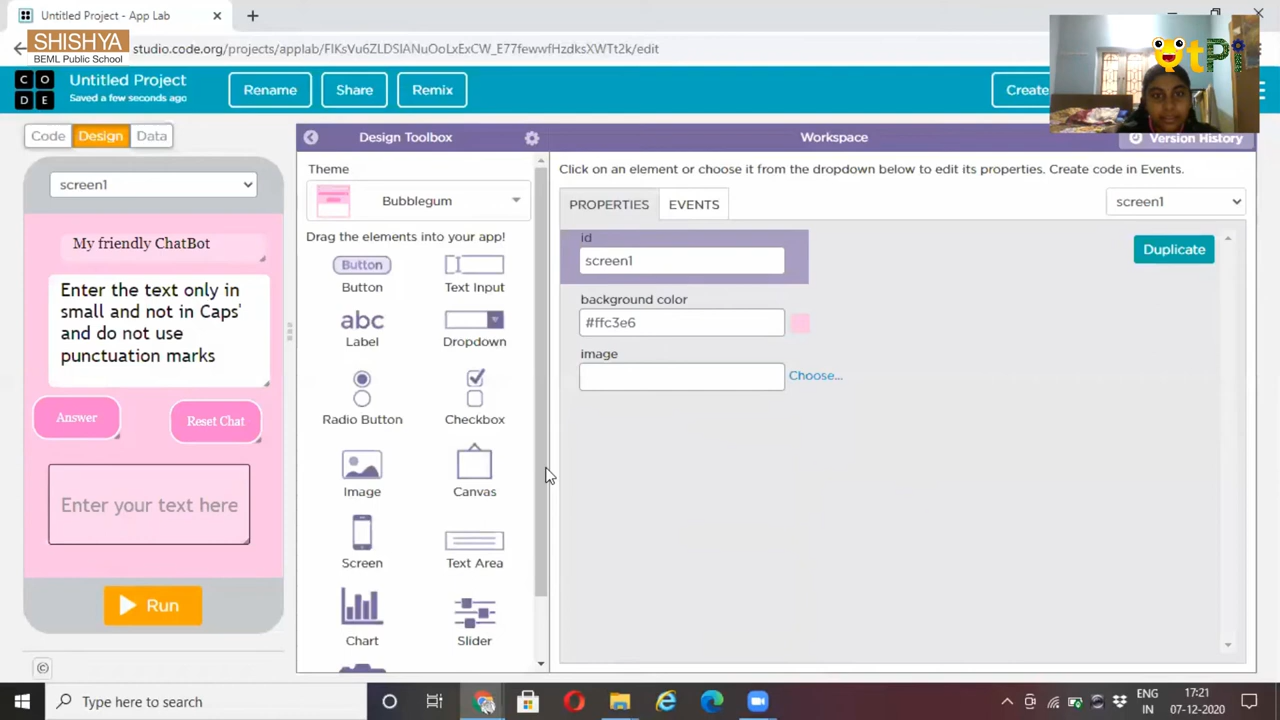 Untitled Project - App Lab
SHISHYA
BEML Public School
studio.code.org/projects/applab/FIKsVu6ZLDSIANuOoLxExCW_E77fewwfHzdksXWTt2k/edit
tPi
CODE
Untitled Project
Saved a few seconds ago
Rename
Share
Remix
Create
Version History
Code
Design
Data
Design Toolbox
Workspace
screen1
My friendly ChatBot
Enter the text only in
small and not in Caps'
and do not use
punctuation marks
Answer
Reset Chat
Enter your text here
Run
Theme
Bubblegum
Drag the elements into your app!
Button
Button
Text Input
abc
Label
Dropdown
Radio Button
Checkbox
Image
Canvas
Screen
Text Area
Chart
Slider
Click on an element or choose it from the dropdown below to edit its properties. Create code in Events.
PROPERTIES
EVENTS
screen1
id
screen1
Duplicate
background color
#ffc3e6
image
Choose...
Type here to search
ENG
IN
17:21
07-12-2020